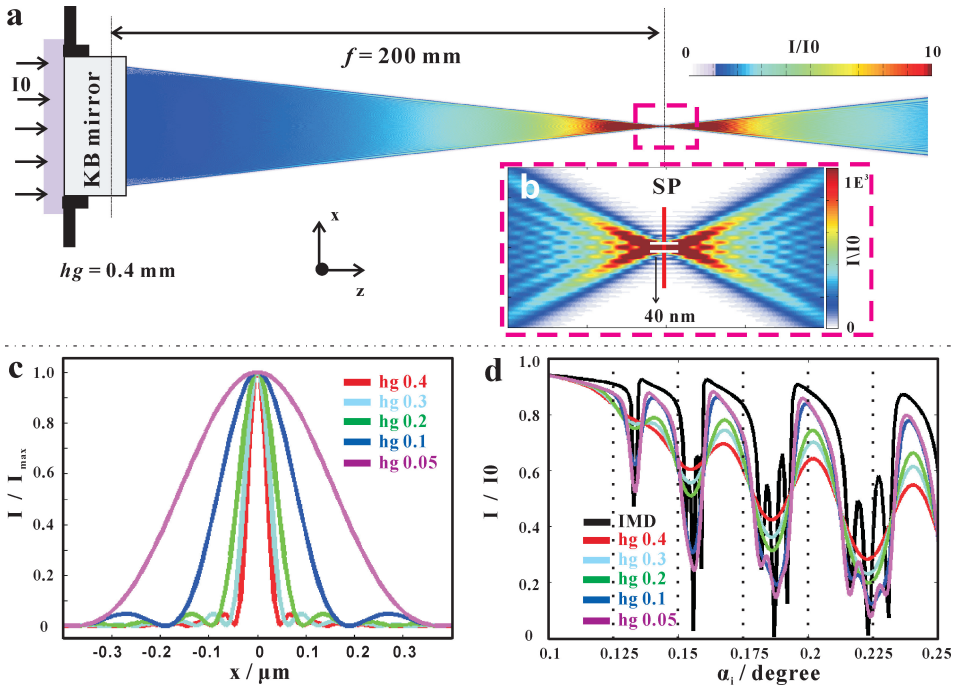 a
f = 200 mm
I0
KB mirror
0
I/I0
10
b
SP
1E³
I\I0
0
40 nm
x
z
hg = 0.4 mm
c
I / Imax
1.0
0.8
0.6
0.4
0.2
0
hg 0.4
hg 0.3
hg 0.2
hg 0.1
hg 0.05
-0.3 -0.2 -0.1 0 0.1 0.2 0.3
x / µm
d
I / I0
1.0
0.8
0.6
0.4
0.2
0
IMD
hg 0.4
hg 0.3
hg 0.2
hg 0.1
hg 0.05
0.1 0.125 0.15 0.175 0.2 0.225 0.25
αi / degree